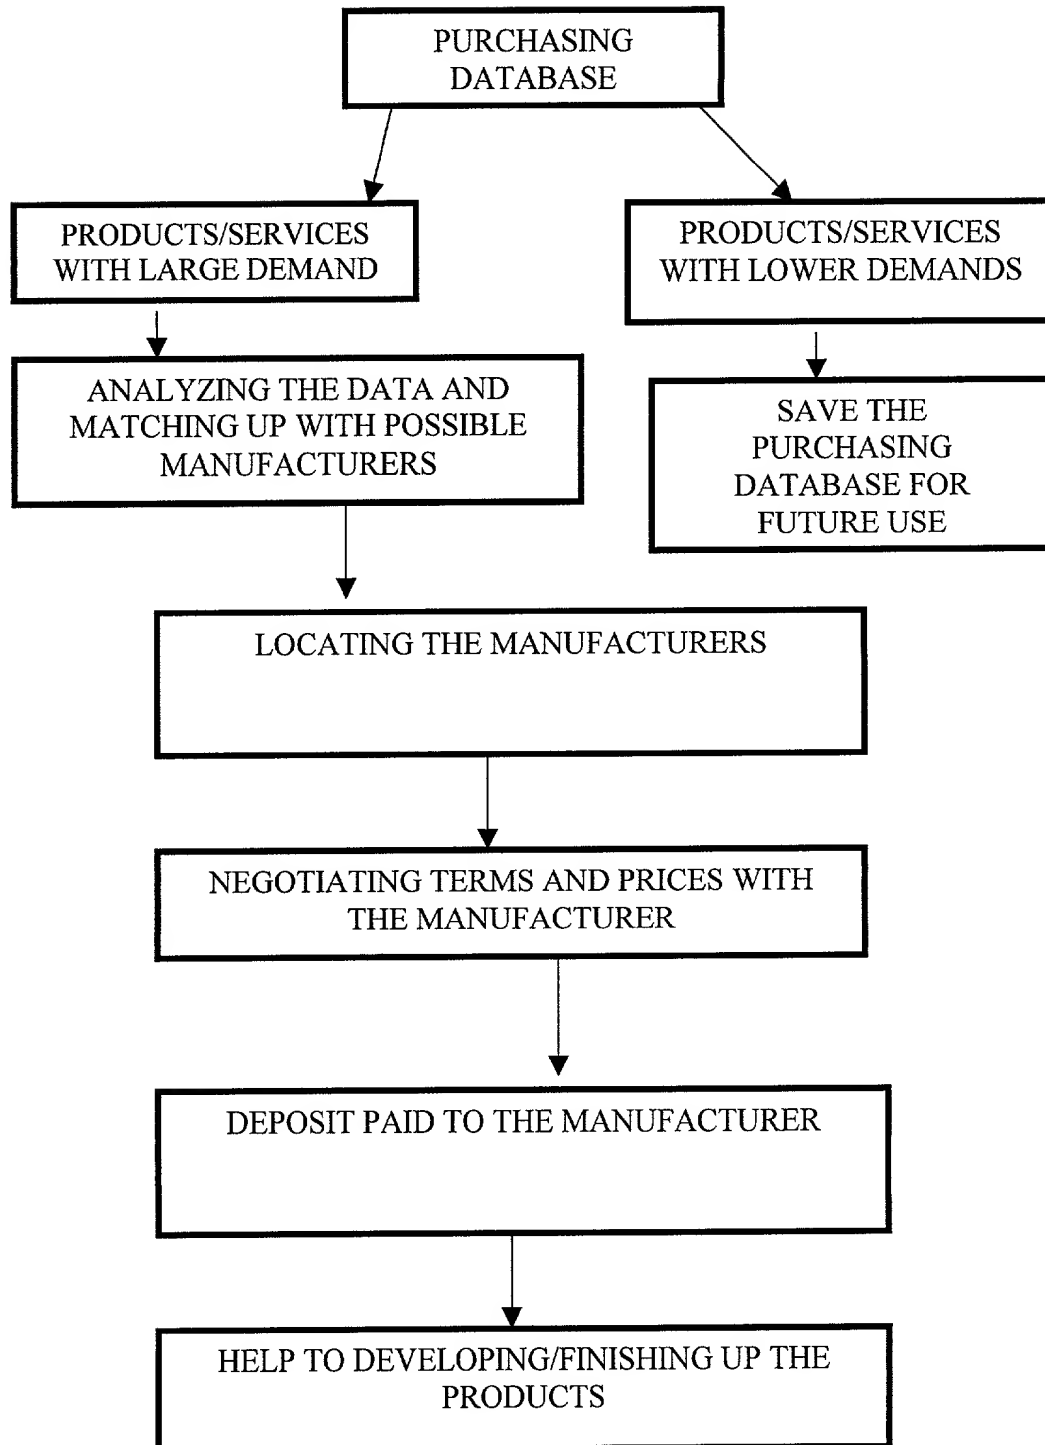 PURCHASING
DATABASE
PRODUCTS/SERVICES
WITH LARGE DEMAND
PRODUCTS/SERVICES
WITH LOWER DEMANDS
ANALYZING THE DATA AND
MATCHING UP WITH POSSIBLE
MANUFACTURERS
SAVE THE
PURCHASING
DATABASE FOR
FUTURE USE
LOCATING THE MANUFACTURERS
NEGOTIATING TERMS AND PRICES WITH
THE MANUFACTURER
DEPOSIT PAID TO THE MANUFACTURER
HELP TO DEVELOPING/FINISHING UP THE
PRODUCTS